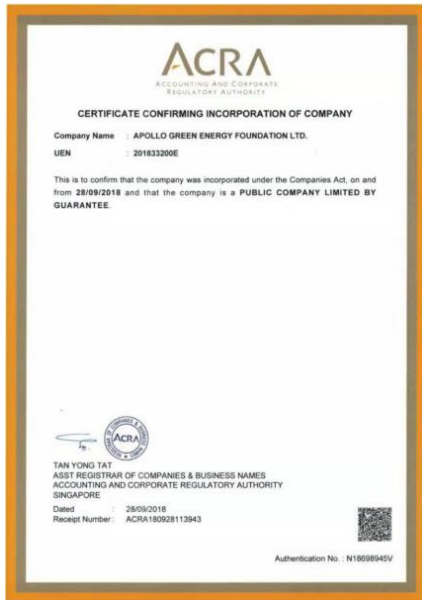 ACRA
ACCOUNTING AND CORPORATE
REGULATORY AUTHORITY
CERTIFICATE CONFIRMING INCORPORATION OF COMPANY
Company Name : APOLLO GREEN ENERGY FOUNDATION LTD.
UEN : 201833200E
This is to confirm that the company was incorporated under the Companies Act, on and
from 28/09/2018 and that the company is a PUBLIC COMPANY LIMITED BY
GUARANTEE.
ACRA
TAN YONG TAT
ASST REGISTRAR OF COMPANIES & BUSINESS NAMES
ACCOUNTING AND CORPORATE REGULATORY AUTHORITY
SINGAPORE
Dated : 28/09/2018
Receipt Number : ACRA180928113943
Authentication No. : N18698945V